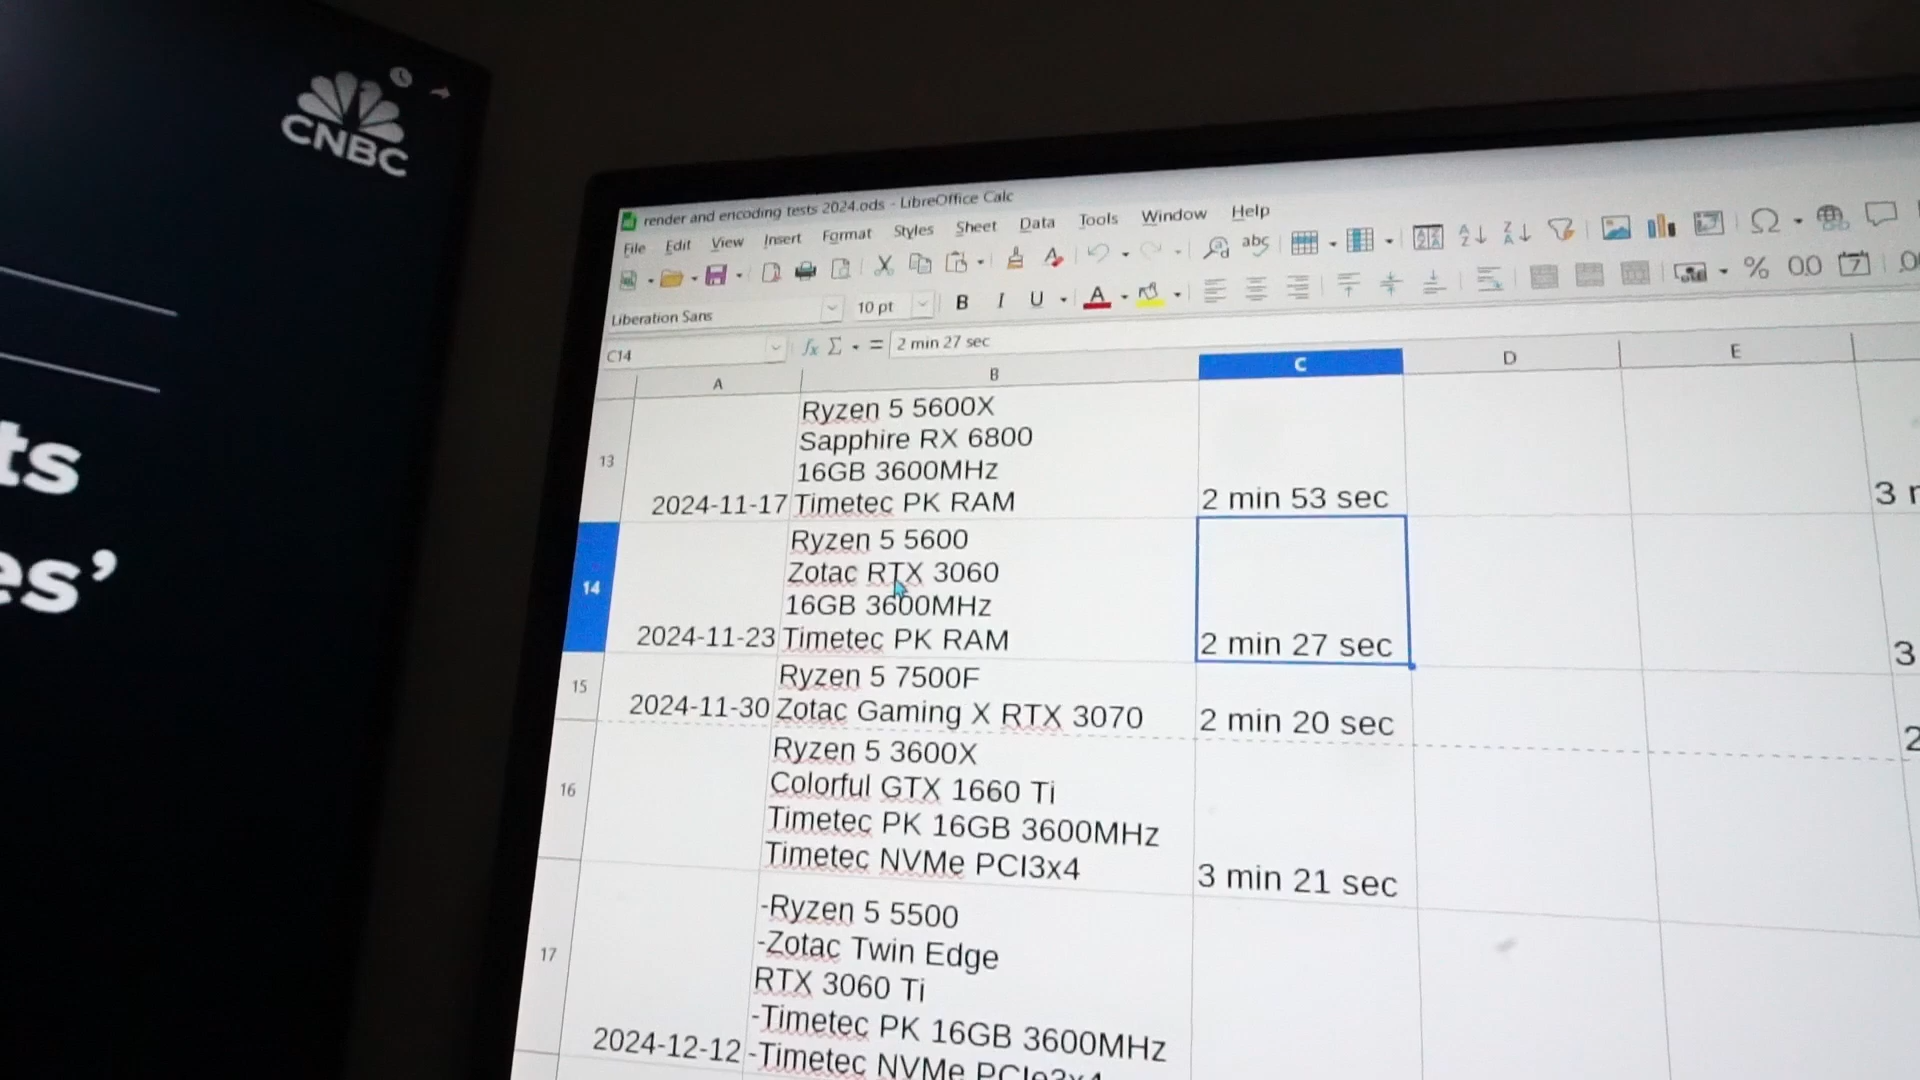 CNBC
ts
es’
render and encoding tests 2024.ods - LibreOffice Calc
File Edit View Insert Format Styles Sheet Data Tools Window Help
Liberation Sans 10 pt B I U A
C14 fx Σ = 2 min 27 sec
A B C D E
13 2024-11-17 Ryzen 5 5600X
Sapphire RX 6800
16GB 3600MHz
Timetec PK RAM 2 min 53 sec
14 2024-11-23 Ryzen 5 5600
Zotac RTX 3060
16GB 3600MHz
Timetec PK RAM 2 min 27 sec
3
15 2024-11-30 Ryzen 5 7500F
Zotac Gaming X RTX 3070 2 min 20 sec
2
16 Ryzen 5 3600X
Colorful GTX 1660 Ti
Timetec PK 16GB 3600MHz
Timetec NVMe PCI3x4 3 min 21 sec
17 2024-12-12 -Ryzen 5 5500
-Zotac Twin Edge
RTX 3060 Ti
-Timetec PK 16GB 3600MHz
-Timetec NVMe PCIe3x4